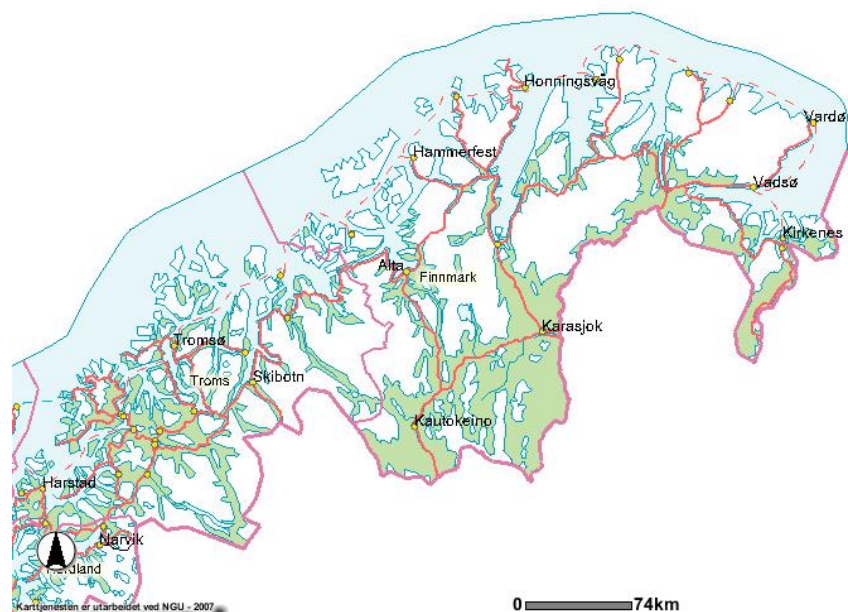 Honningsvåg
Vardø
Hammerfest
Vadsø
Kirkenes
Alta
Finnmark
Karasjok
Tromsø
Troms
Skibotn
Kautokeino
Harstad
Narvik
Karttjenesten er utarbeidet ved NGU - 2007
0 74km